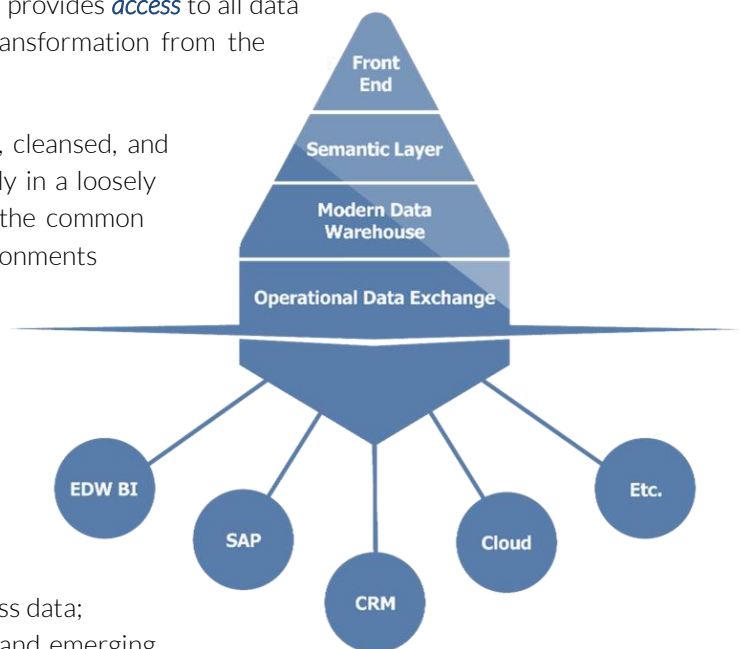 provides access to all data
ansformation from the
, cleansed, and
ly in a loosely
the common
onments
Front
End
Semantic Layer
Modern Data
Warehouse
Operational Data Exchange
EDW BI
SAP
CRM
Cloud
Etc.
ss data;
and emerging